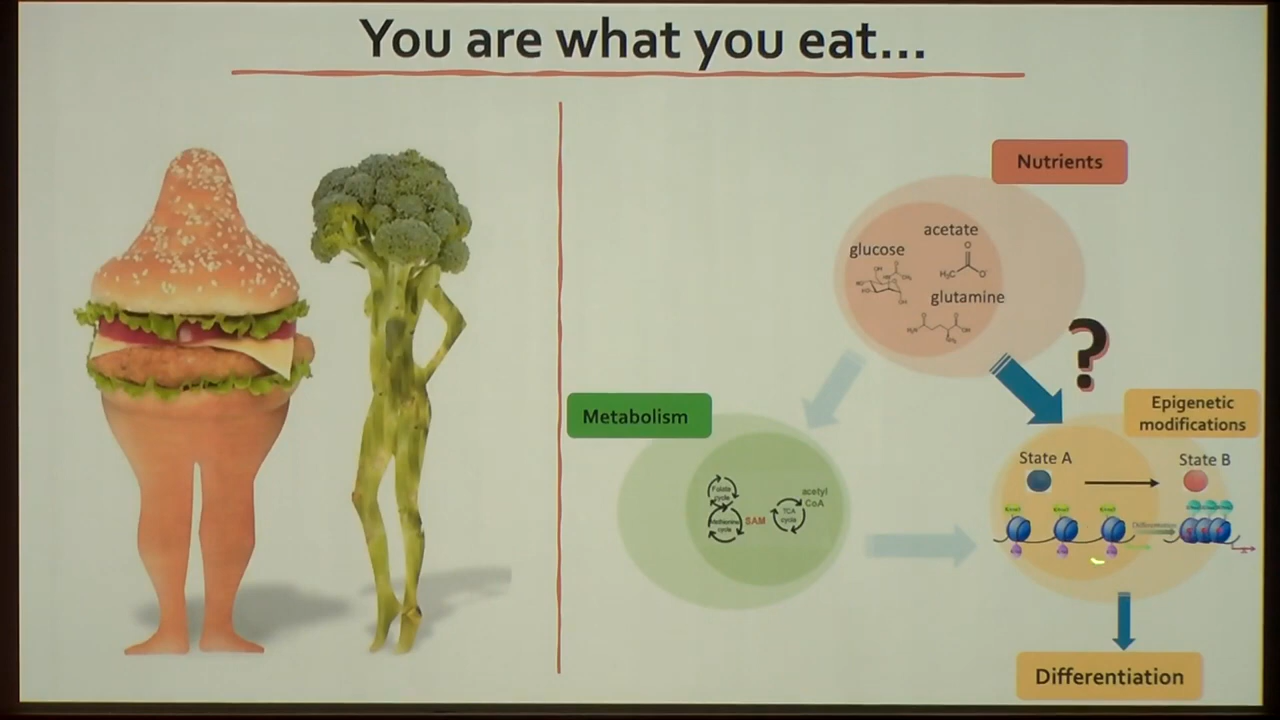 You are what you eat...
Nutrients
acetate
glucose
glutamine
?
Metabolism
Epigenetic
modifications
State A
State B
Folate
cycle
Methionine
cycle
SAM
TCA
cycle
acetyl
CoA
Differentiation
Differentiation